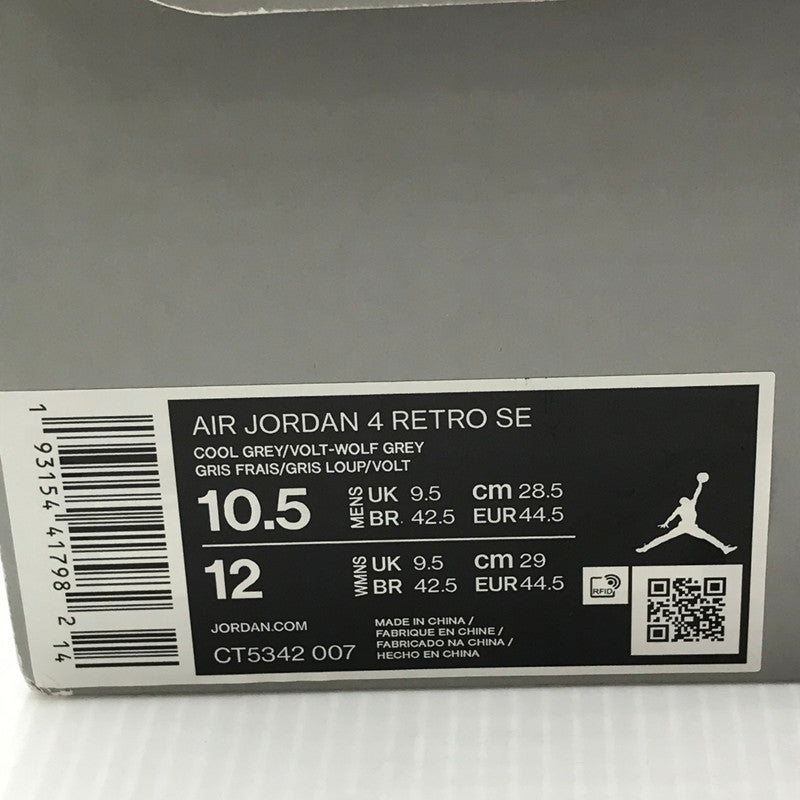 AIR JORDAN 4 RETRO SE
COOL GREY/VOLT-WOLF GREY
GRIS FRAIS/GRIS LOUP/VOLT
10.5 MENS UK 9.5 cm 28.5
BR. 42.5 EUR 44.5
12 WMNS UK 9.5 cm 29
BR 42.5 EUR 44.5
RFID
JORDAN.COM
CT5342 007
MADE IN CHINA /
FABRIQUE EN CHINE /
FABRICADO NA CHINA /
HECHO EN CHINA
1 93154 41798 2 14